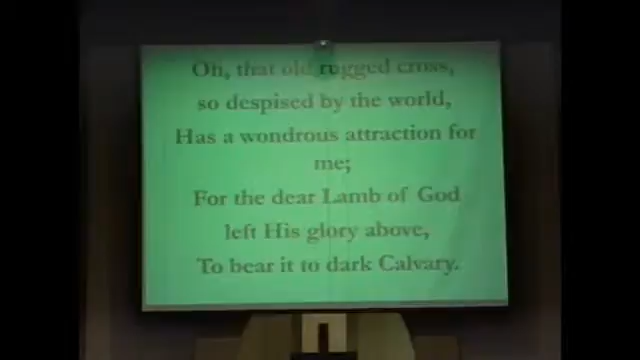 Oh, that old rugged cross,
so despised by the world,
Has a wondrous attraction for
me;
For the dear Lamb of God
left His glory above,
To bear it to dark Calvary.